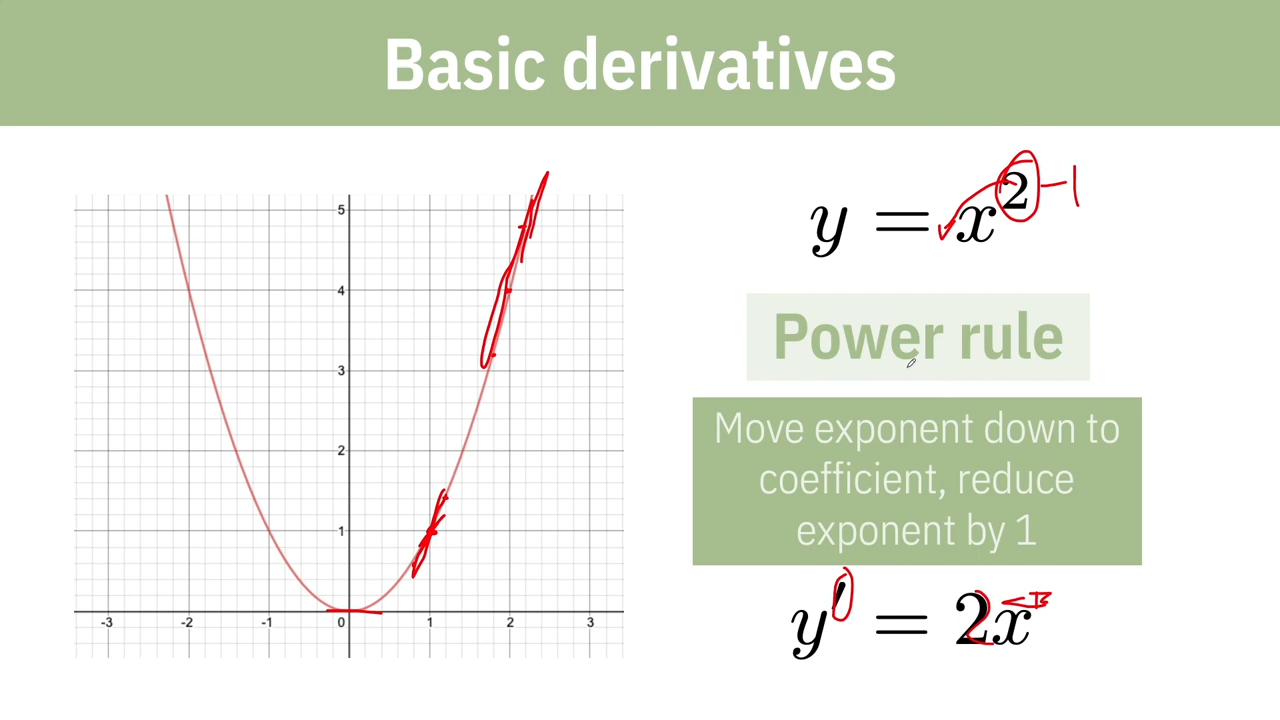 Basic derivatives
5
4
3
2
1
-3 -2 -1 0 1 2 3
y = x² -1
Power rule
Move exponent down to
coefficient, reduce
exponent by 1
y′ = 2x